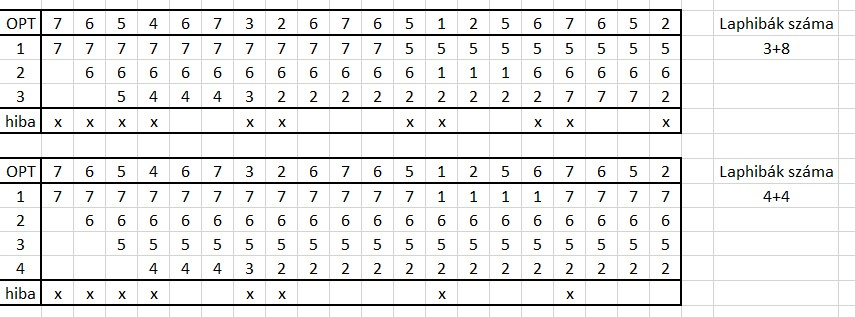 OPT 7 6 5 4 6 7 3 2 6 7 6 5 1 2 5 6 7 6 5 2 Laphibák száma
1 7 7 7 7 7 7 7 7 7 7 7 5 5 5 5 5 5 5 5 5 3+8
2 6 6 6 6 6 6 6 6 6 6 6 1 1 1 6 6 6 6 6
3 5 4 4 4 3 2 2 2 2 2 2 2 2 2 7 7 7 2
hiba x x x x x x x x x x x
OPT 7 6 5 4 6 7 3 2 6 7 6 5 1 2 5 6 7 6 5 2 Laphibák száma
1 7 7 7 7 7 7 7 7 7 7 7 7 1 1 1 1 7 7 7 7 4+4
2 6 6 6 6 6 6 6 6 6 6 6 6 6 6 6 6 6 6 6
3 5 5 5 5 5 5 5 5 5 5 5 5 5 5 5 5 5 5
4 4 4 4 3 2 2 2 2 2 2 2 2 2 2 2 2 2
hiba x x x x x x x x